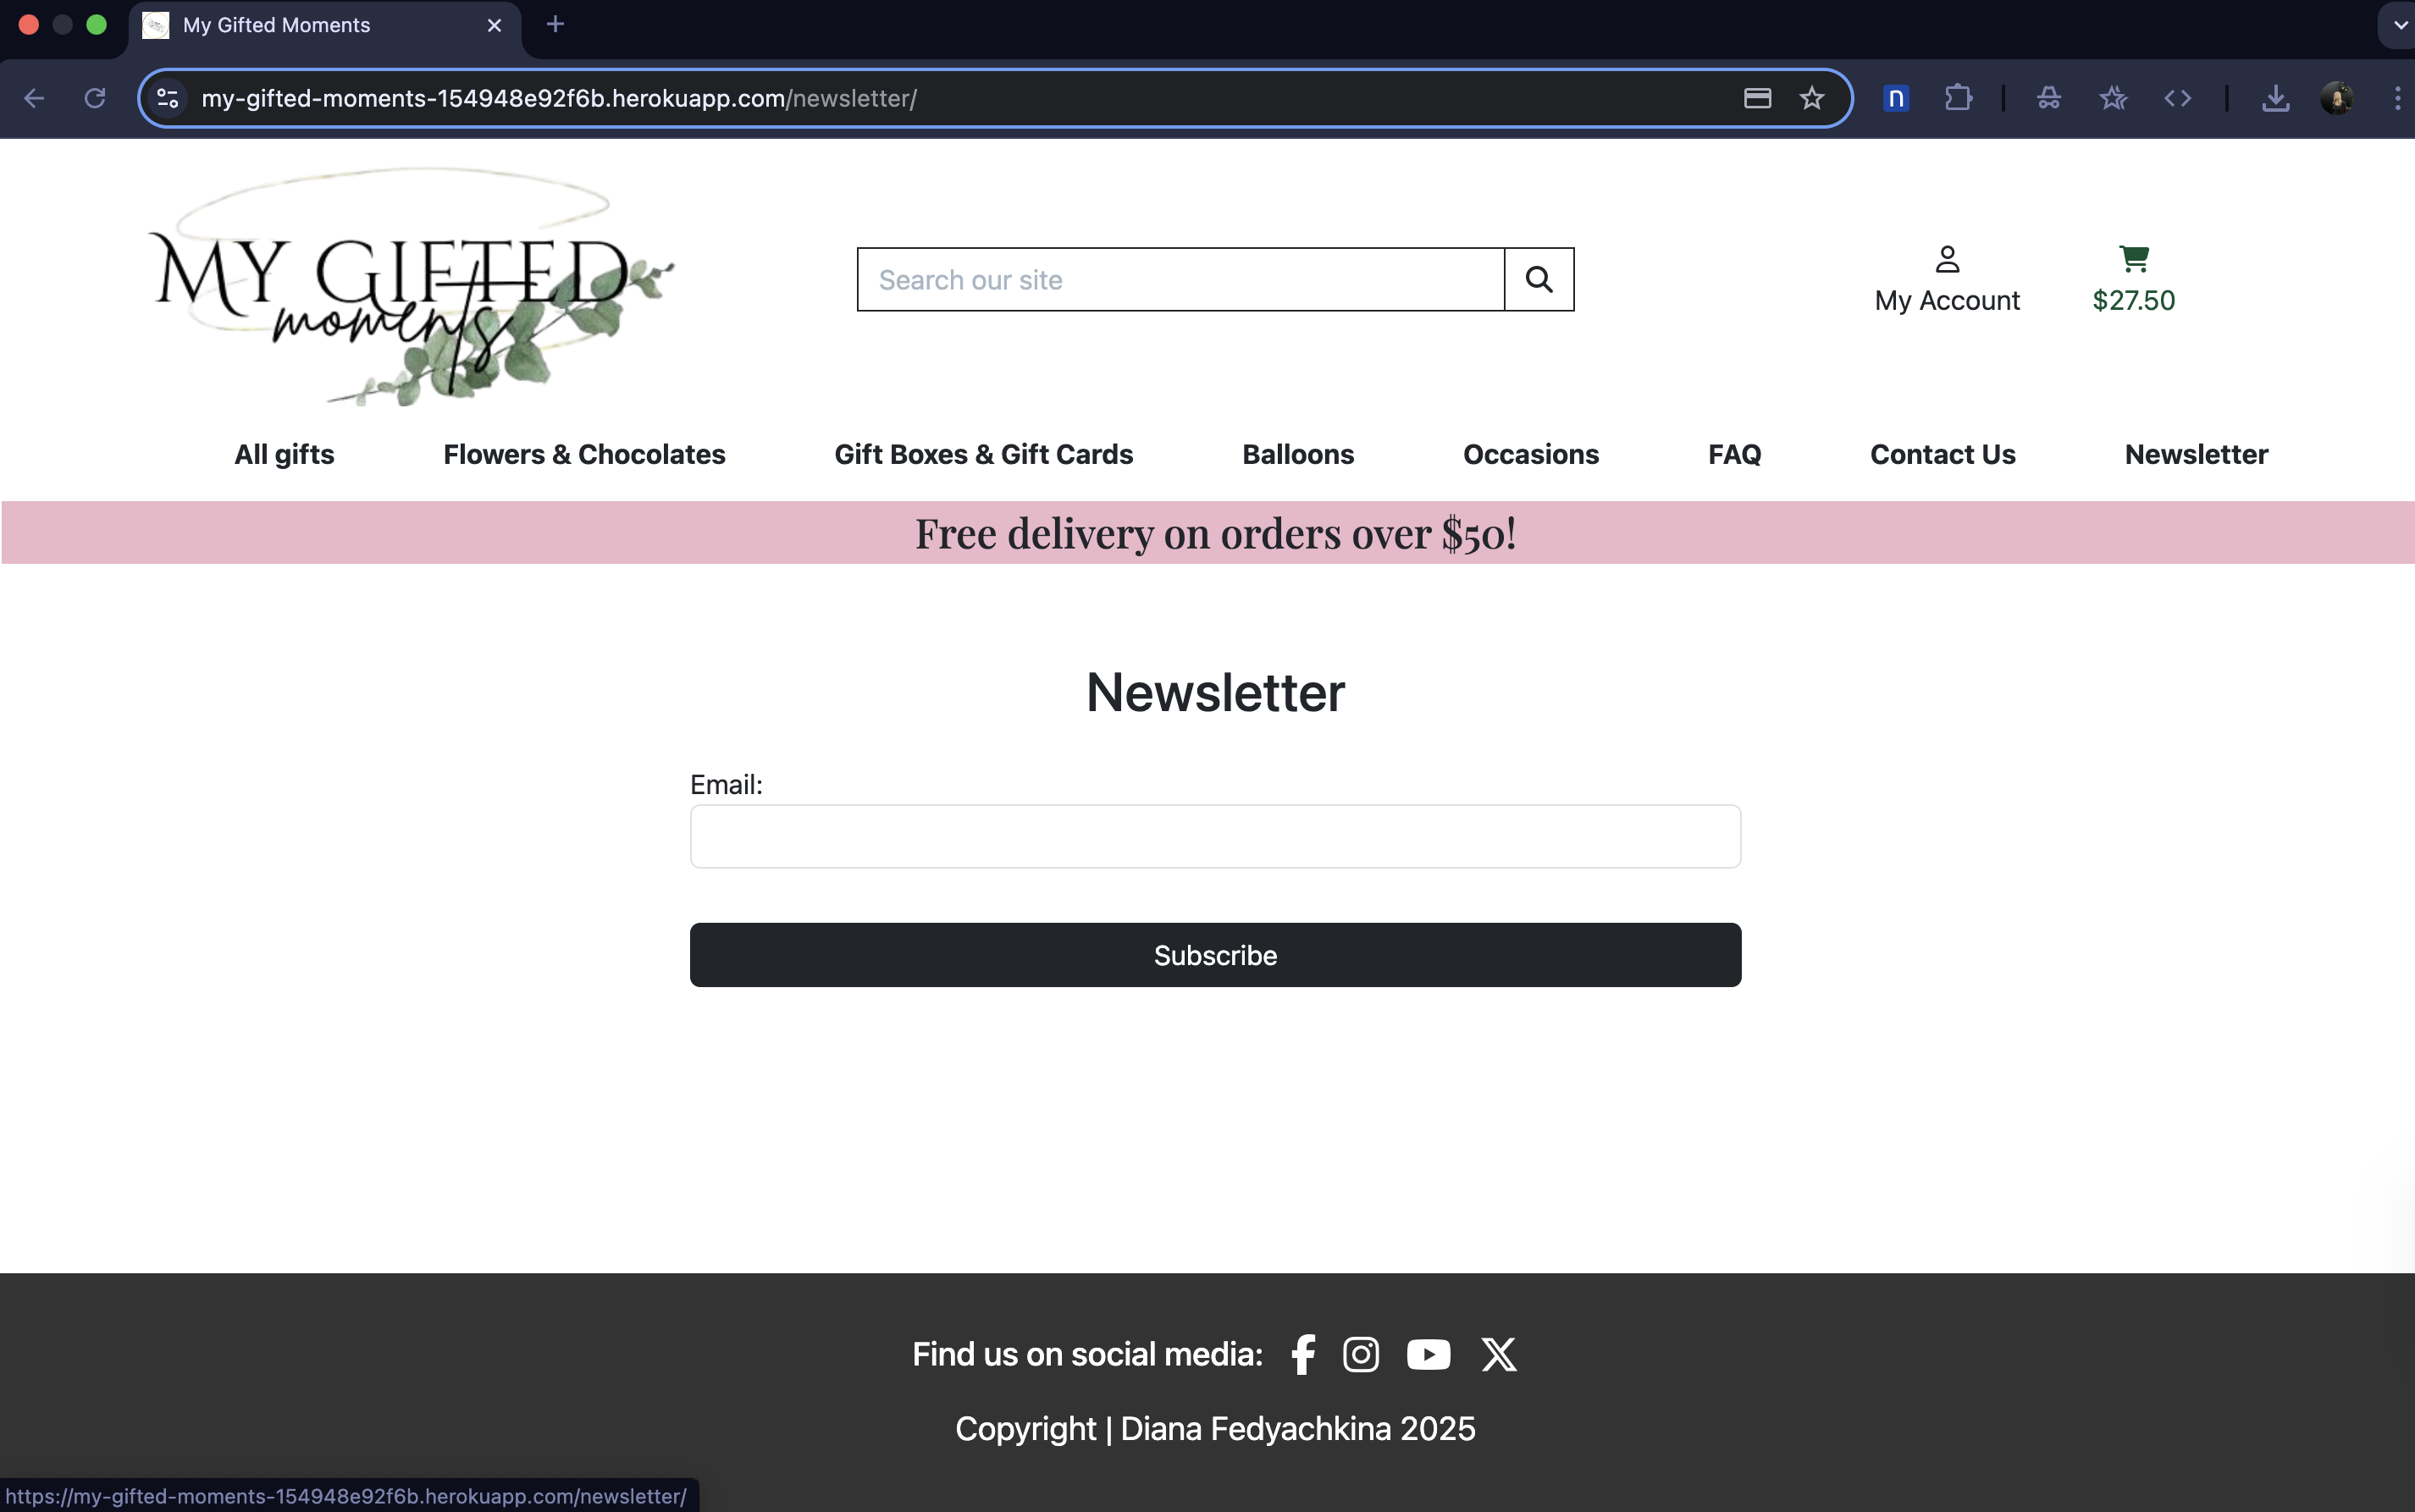 My Gifted Moments
my-gifted-moments-154948e92f6b.herokuapp.com/newsletter/
n
MY GIFTED
moments
Search our site
My Account
$27.50
All gifts Flowers & Chocolates Gift Boxes & Gift Cards Balloons Occasions FAQ Contact Us Newsletter
Free delivery on orders over $50!
Newsletter
Email:
Subscribe
Find us on social media:
Copyright | Diana Fedyachkina 2025
https://my-gifted-moments-154948e92f6b.herokuapp.com/newsletter/